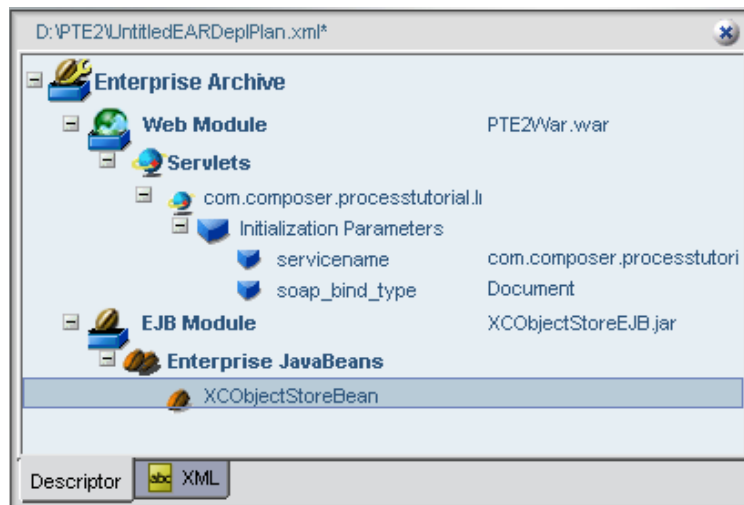 D:\PTE2\UntitledEARDeplPlan.xml*
Enterprise Archive
Web Module PTE2War.war
Servlets
com.composer.processtutorial.li
Initialization Parameters
servicename com.composer.processtutori
soap_bind_type Document
EJB Module XCObjectStoreEJB.jar
Enterprise JavaBeans
XCObjectStoreBean
Descriptor abc XML